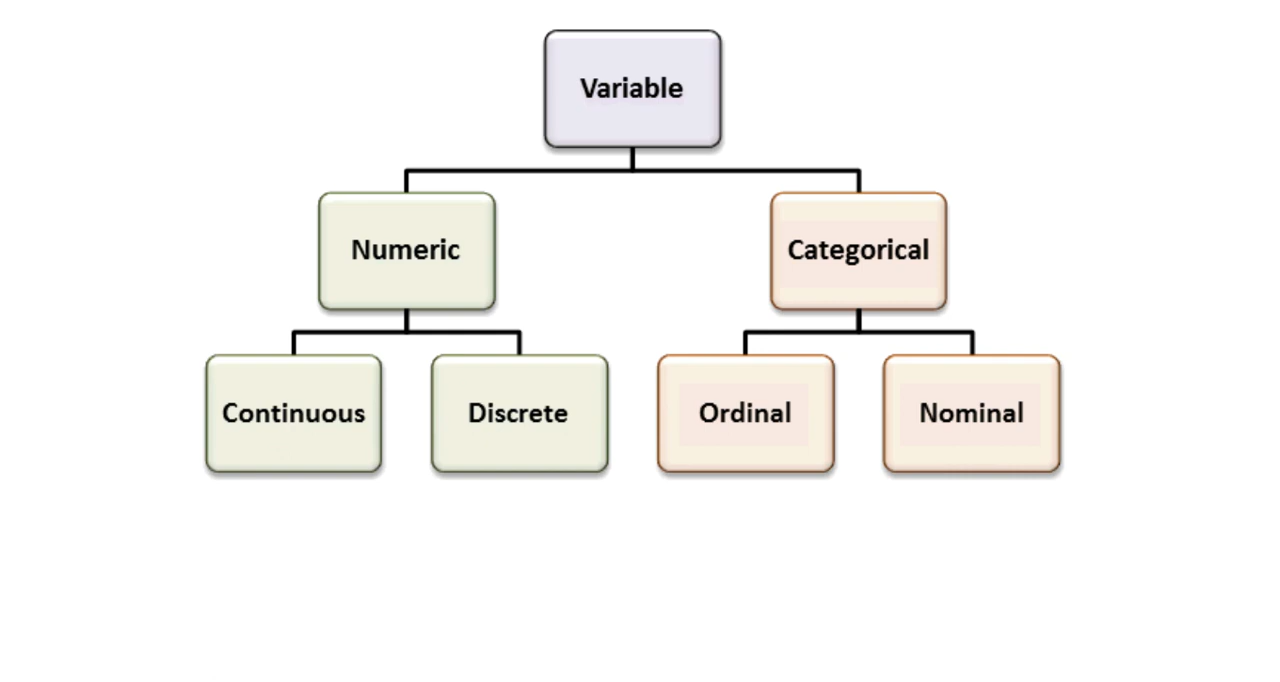 Variable
Numeric
Categorical
Continuous
Discrete
Ordinal
Nominal